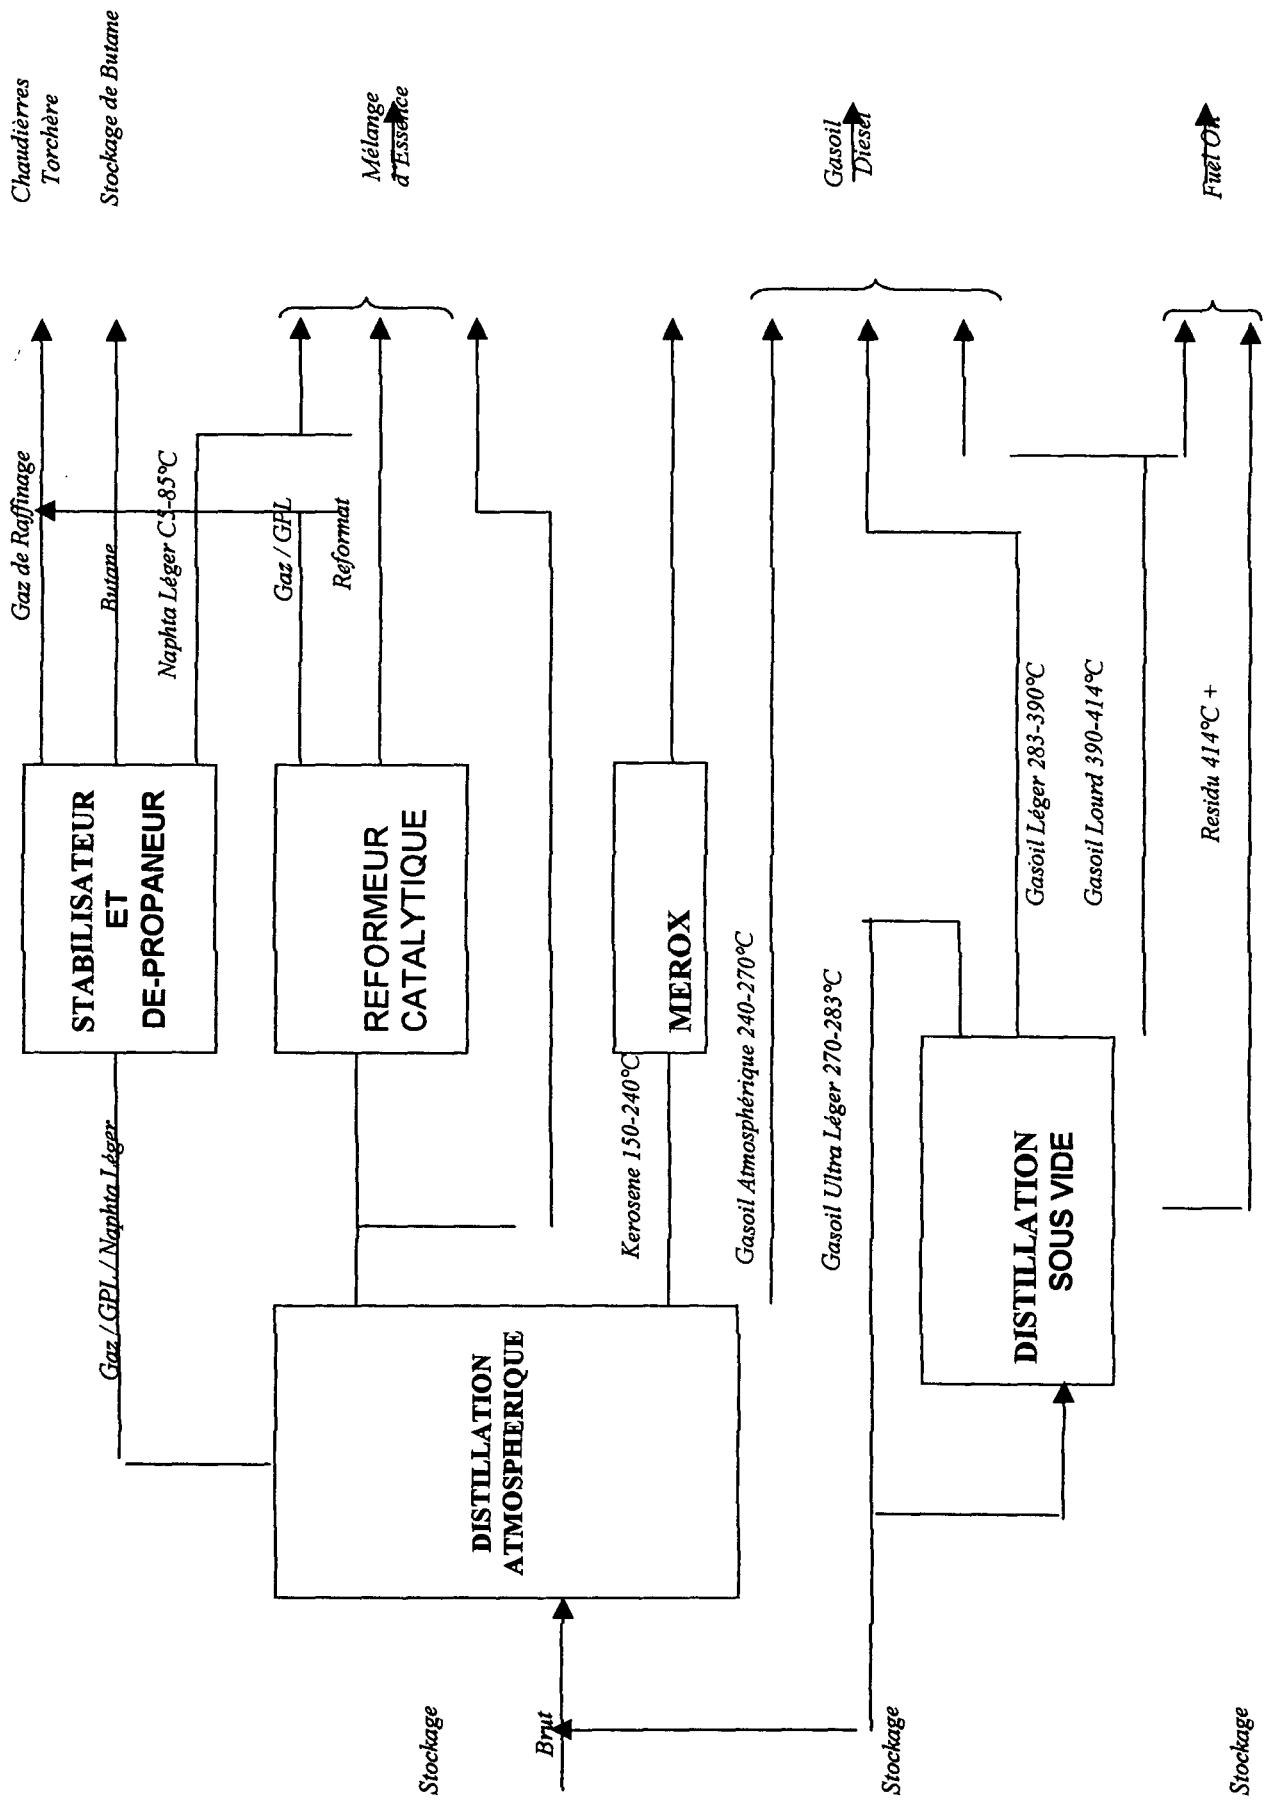 Chaudièrres
Torchère
Stockage de Butane
Mélange
d'Essence
Gasoil
Diesel
Fuel Oil
Gaz de Raffinage
Butane
Naphta Léger C5-85°C
Gaz / GPL
Reformat
STABILISATEUR
ET
DE-PROPANEUR
REFORMEUR
CATALYTIQUE
MEROX
Gasoil Léger 283-390°C
Gasoil Lourd 390-414°C
Residu 414°C +
Gaz / GPL / Naphta Léger
Kerosene 150-240°C
Gasoil Atmosphérique 240-270°C
Gasoil Ultra Léger 270-283°C
DISTILLATION
ATMOSPHERIQUE
DISTILLATION
SOUS VIDE
Stockage
Brut
Stockage
Stockage